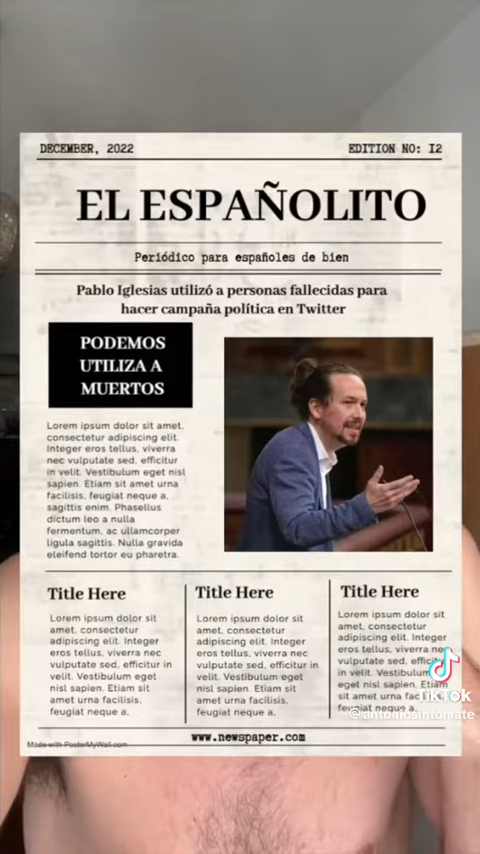 DECEMBER, 2022
EDITION NO: I2
EL ESPAÑOLITO
Periódico para españoles de bien
Pablo Iglesias utilizó a personas fallecidas para
hacer campaña política en Twitter
PODEMOS
UTILIZA A
MUERTOS
Lorem ipsum dolor sit amet,
consectetur adipiscing elit.
Integer eros tellus, viverra
nec vulputate sed, efficitur
in velit. Vestibulum eget nisl
sapien. Etiam sit amet urna
facilisis, feugiat neque a,
sagittis enim. Phasellus
dictum leo a nulla
fermentum, ac ullamcorper
ligula sagittis. Nulla gravida
eleifend tortor eu pharetra.
Title Here
Lorem ipsum dolor sit
amet, consectetur
adipiscing elit. Integer
eros tellus, viverra nec
vulputate sed, efficitur in
velit. Vestibulum eget
nisl sapien. Etiam sit
amet urna facilisis,
feugiat neque a,
Title Here
Lorem ipsum dolor sit
amet, consectetur
adipiscing elit. Integer
eros tellus, viverra nec
vulputate sed, efficitur in
velit. Vestibulum eget
nisl sapien. Etiam sit
amet urna facilisis,
feugiat neque a,
Title Here
Lorem ipsum dolor sit
amet, consectetur
adipiscing elit. Integer
eros tellus, viverra nec
vulputate sed,
velit. Vestibulum
eget nisl sapien. Etiam
sit amet urna
feugiat neque a,
TikTok
@antoniosintomate
www.newspaper.com
Made with PosterMyWall.com